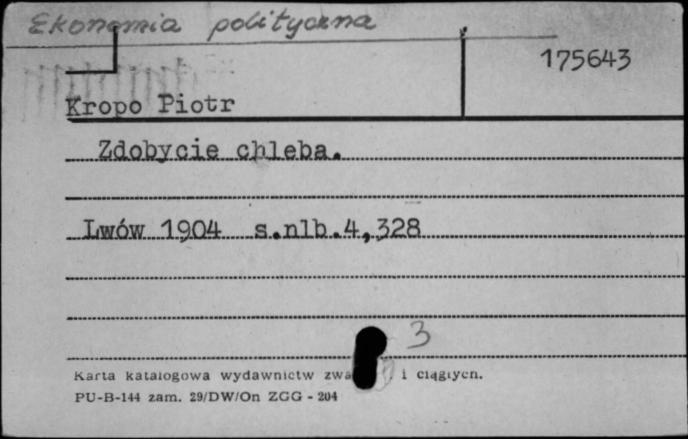 Ekonomia polityczna
175643
Kropo Piotr
Zdobycie chleba.
Lwów 1904 s.nlb.4,328
3
Karta katalogowa wydawnictw i ciągłych.
PU-B-144 zam. 29/DW/On ZGG - 204